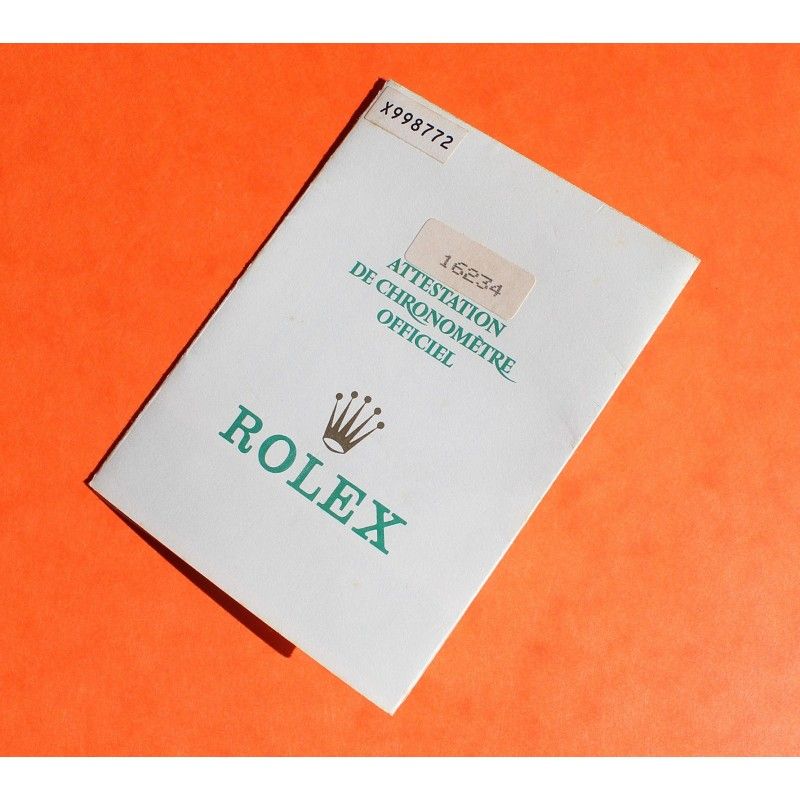 X998772
16234
ATTESTATION
DE CHRONOMÈTRE
OFFICIEL
ROLEX